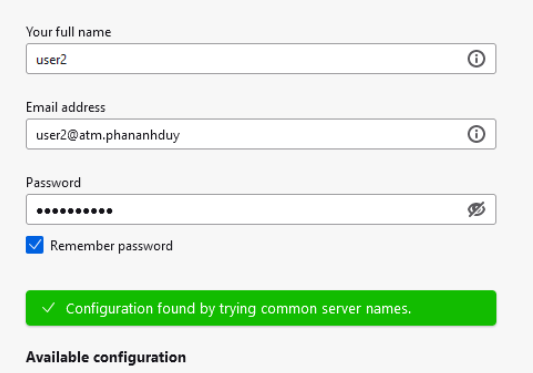 Your full name
user2
Email address
user2@atm.phananhduy
Password
●●●●●●●●●●
Remember password
Configuration found by trying common server names.
Available configuration